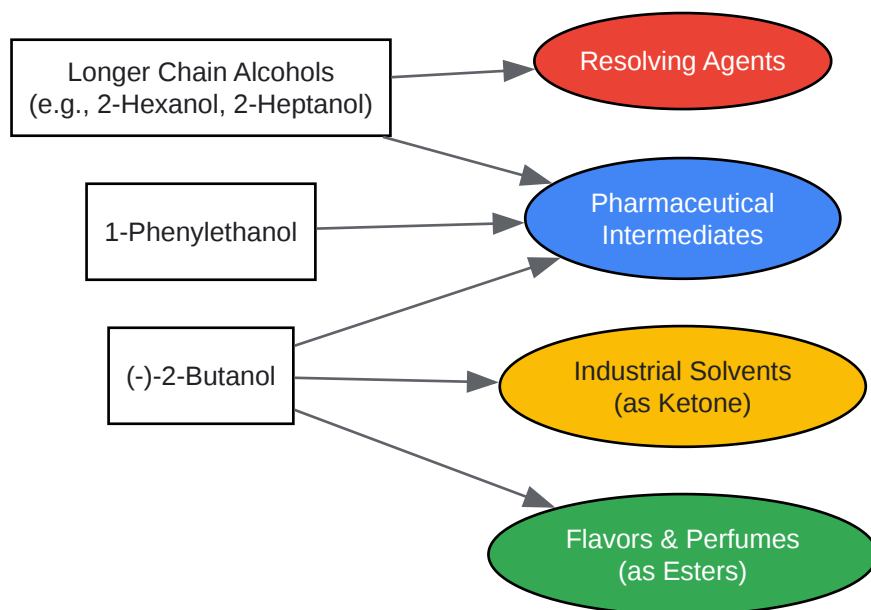 Longer Chain Alcohols
(e.g., 2-Hexanol, 2-Heptanol)
Resolving Agents
1-Phenylethanol
Pharmaceutical
Intermediates
(-)-2-Butanol
Industrial Solvents
(as Ketone)
Flavors & Perfumes
(as Esters)